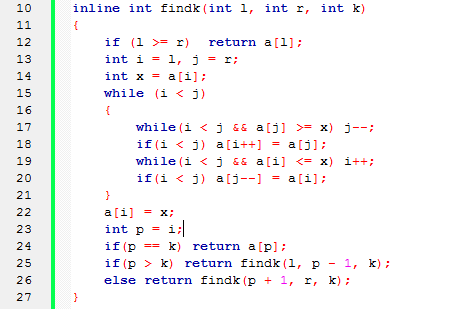 10 inline int findk(int l, int r, int k)
11 {
12     if (l >= r)  return a[l];
13     int i = l, j = r;
14     int x = a[i];
15     while (i < j)
16     {
17         while(i < j && a[j] >= x) j--;
18         if(i < j) a[i++] = a[j];
19         while(i < j && a[i] <= x) i++;
20         if(i < j) a[j--] = a[i];
21     }
22     a[i] = x;
23     int p = i;
24     if(p == k) return a[p];
25     if(p > k) return findk(l, p - 1, k);
26     else return findk(p + 1, r, k);
27 }